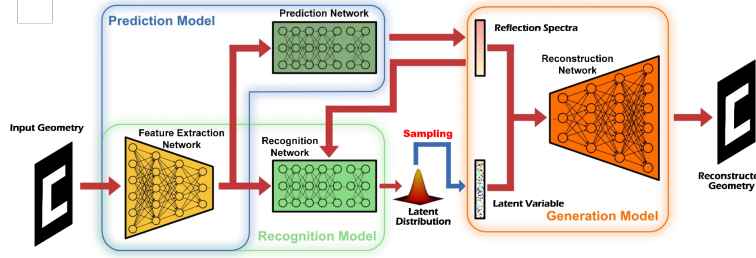 Prediction Model
Prediction Network
Reflection Spectra
Reconstruction
Network
Input Geometry
Feature Extraction
Network
Recognition
Network
Sampling
Reconstructe
Geometry
Latent
Distribution
Latent Variable
Generation Model
Recognition Model